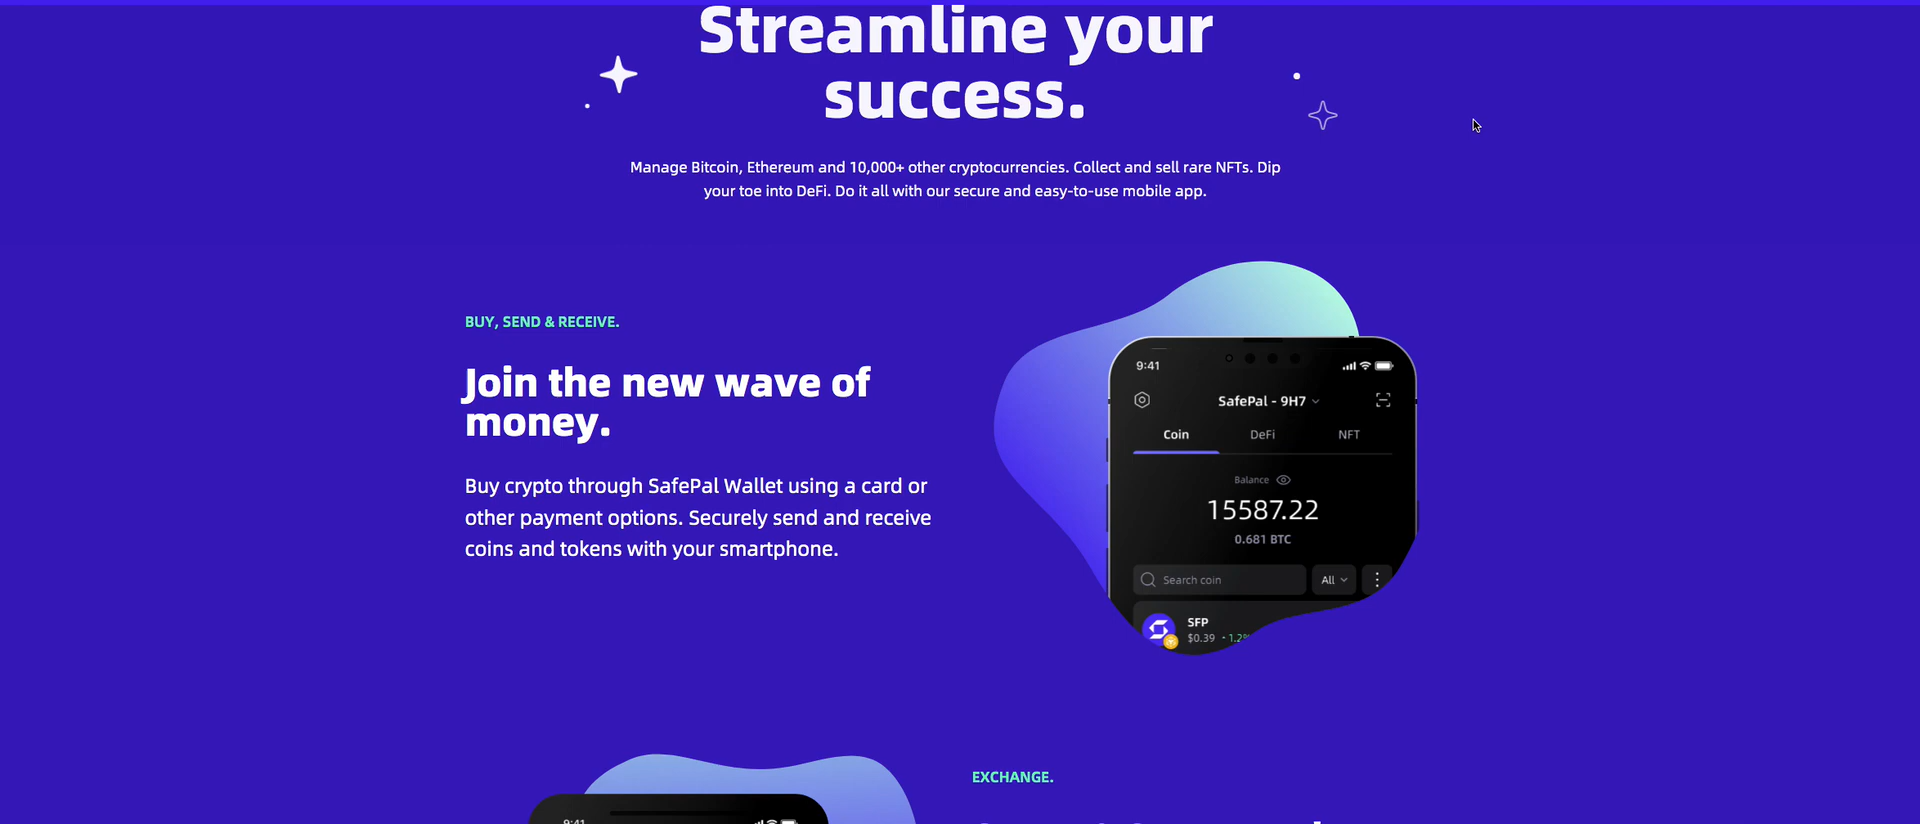 Streamline your
success.
Manage Bitcoin, Ethereum and 10,000+ other cryptocurrencies. Collect and sell rare NFTs. Dip
your toe into DeFi. Do it all with our secure and easy-to-use mobile app.
BUY, SEND & RECEIVE.
Join the new wave of
money.
Buy crypto through SafePal Wallet using a card or
other payment options. Securely send and receive
coins and tokens with your smartphone.
9:41
SafePal - 9H7
Coin DeFi NFT
Balance
15587.22
0.681 BTC
Search coin All
SFP
$0.39 • 1.2%
EXCHANGE.
9:41